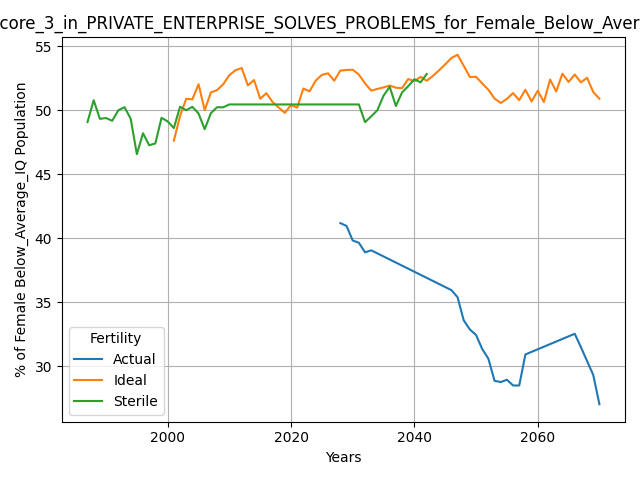 core_3_in_PRIVATE_ENTERPRISE_SOLVES_PROBLEMS_for_Female_Below_Aver
% of Female Below_Average_IQ Population
55
50
45
40
35
30
Fertility
Actual
Ideal
Sterile
2000
2020
2040
2060
Years